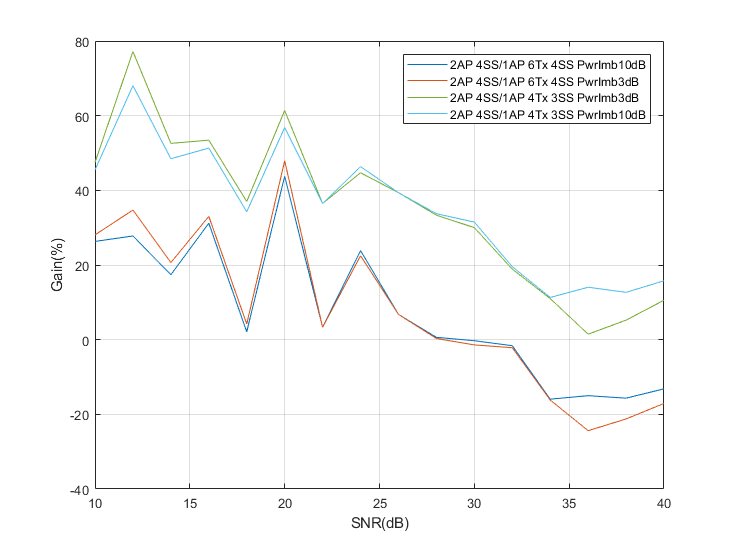 80
60
40
20
0
-20
-40
Gain(%)
10
15
20
25
30
35
40
SNR(dB)
2AP 4SS/1AP 6Tx 4SS PwrImb10dB
2AP 4SS/1AP 6Tx 4SS PwrImb3dB
2AP 4SS/1AP 4Tx 3SS PwrImb3dB
2AP 4SS/1AP 4Tx 3SS PwrImb10dB